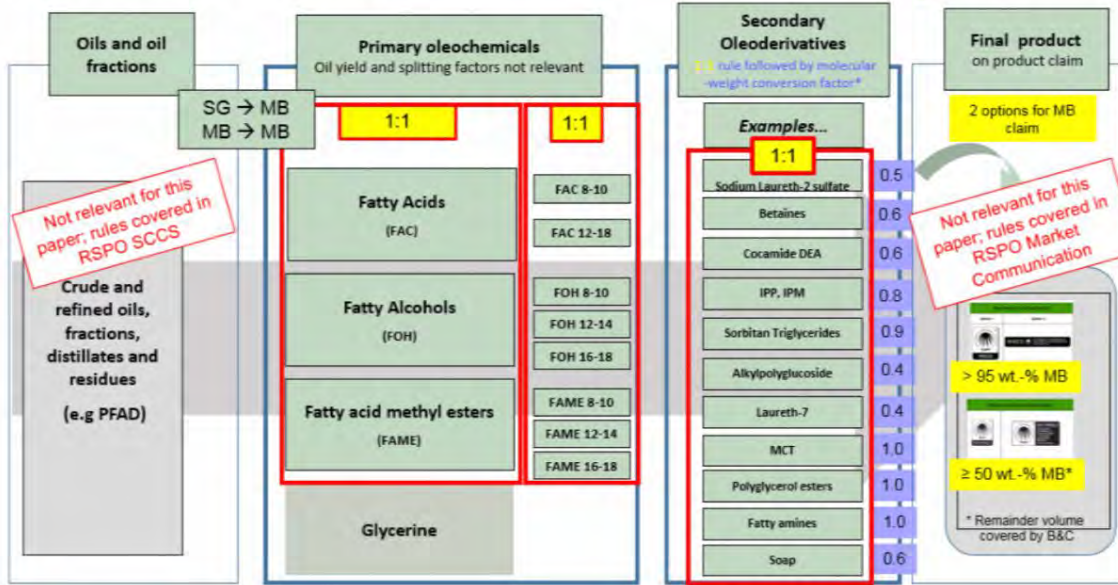 Oils and oil
fractions
SG → MB
MB → MB
Not relevant for this
paper; rules covered in
RSPO SCCS
Crude and
refined oils,
fractions,
distillates and
residues
(e.g PFAD)
Primary oleochemicals
Oil yield and splitting factors not relevant
1:1
1:1
Fatty Acids
(FAC)
FAC 8-10
FAC 12-18
Fatty Alcohols
(FOH)
FOH 8-10
FOH 12-14
FOH 16-18
Fatty acid methyl esters
(FAME)
FAME 8-10
FAME 12-14
FAME 16-18
Glycerine
Secondary
Oleoderivatives
1:1 rule followed by molecular
-weight conversion factor*
Examples...
1:1
Sodium Laureth-2 sulfate 0.5
Betaines 0.6
Cocamide DEA 0.6
IPP, IPM 0.8
Sorbitan Triglycerides 0.9
Alkylpolyglucoside 0.4
Laureth-7 0.4
MCT 1.0
Polyglycerol esters 1.0
Fatty amines 1.0
Soap 0.6
Final product
on product claim
2 options for MB
claim
Not relevant for this
paper; rules covered in
RSPO Market
Communication
> 95 wt.-% MB
≥ 50 wt.-% MB*
* Remainder volume
covered by B&C